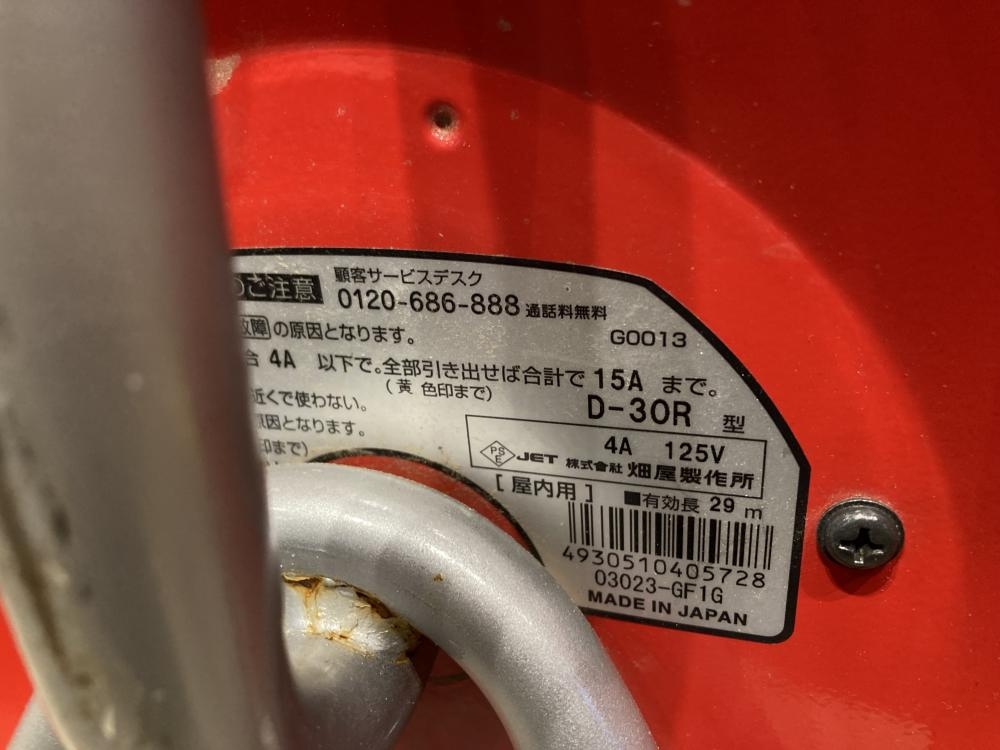 のご注意 顧客サービスデスク
0120-686-888 通話料無料
故障 の原因となります。 G0013
4A 以下で。全部引き出せば合計で 15A まで。
(黄 色印まで)
近くで使わない。
原因となります。
印まで)
D-30R 型
4A 125V
PSE JET 株式会社 畑屋製作所
[屋内用] ■有効長 29 m
4930510405728
03023-GF1G
MADE IN JAPAN